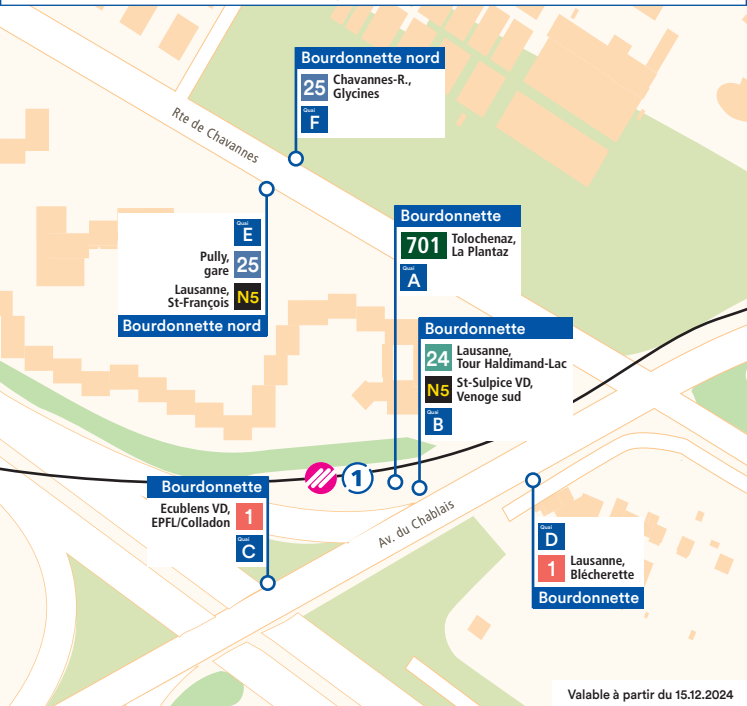 Bourdonnette nord
25 Chavannes-R.,
Glycines
Quai
F
Rte de Chavannes
Quai
E
Pully,
gare 25
Lausanne,
St-François N5
Bourdonnette nord
Bourdonnette
701 Tolochenaz,
La Plantaz
Quai
A
Bourdonnette
24 Lausanne,
Tour Haldimand-Lac
N5 St-Sulpice VD,
Venoge sud
Quai
B
1
Bourdonnette
Ecublens VD,
EPFL/Colladon 1
Quai
C
Av. du Chablais
Quai
D
1 Lausanne,
Blécherette
Bourdonnette
Valable à partir du 15.12.2024